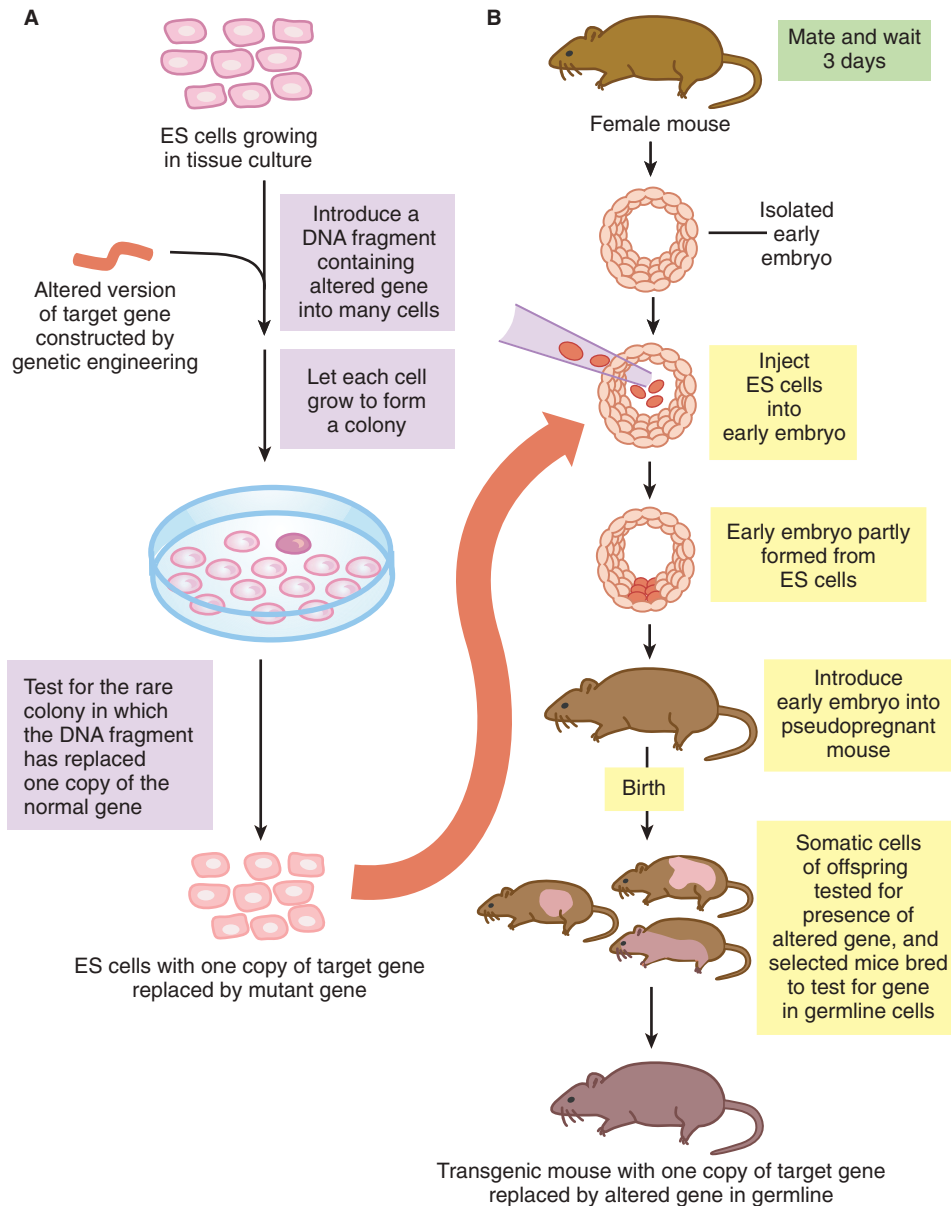 A
ES cells growing
in tissue culture
Introduce a
DNA fragment
containing
altered gene
into many cells
Altered version
of target gene
constructed by
genetic engineering
Let each cell
grow to form
a colony
Test for the rare
colony in which
the DNA fragment
has replaced
one copy of the
normal gene
ES cells with one copy of target gene
replaced by mutant gene
B
Mate and wait
3 days
Female mouse
Isolated
early
embryo
Inject
ES cells
into
early embryo
Early embryo partly
formed from
ES cells
Introduce
early embryo into
pseudopregnant
mouse
Birth
Somatic cells
of offspring
tested for
presence of
altered gene, and
selected mice bred
to test for gene
in germline cells
Transgenic mouse with one copy of target gene
replaced by altered gene in germline